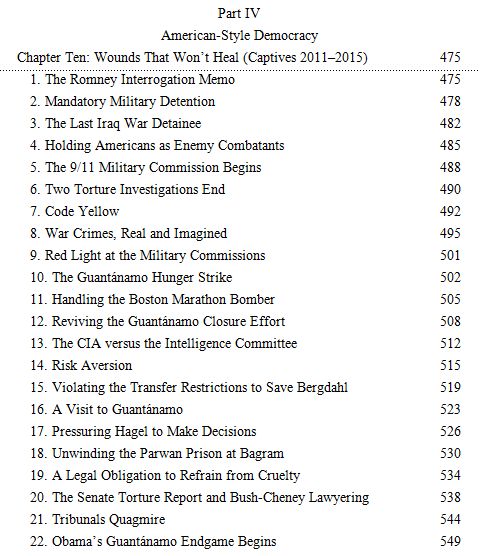 Part IV
American-Style Democracy
Chapter Ten: Wounds That Won’t Heal (Captives 2011–2015) 475
1. The Romney Interrogation Memo 475
2. Mandatory Military Detention 478
3. The Last Iraq War Detainee 482
4. Holding Americans as Enemy Combatants 485
5. The 9/11 Military Commission Begins 488
6. Two Torture Investigations End 490
7. Code Yellow 492
8. War Crimes, Real and Imagined 495
9. Red Light at the Military Commissions 501
10. The Guantánamo Hunger Strike 502
11. Handling the Boston Marathon Bomber 505
12. Reviving the Guantánamo Closure Effort 508
13. The CIA versus the Intelligence Committee 512
14. Risk Aversion 515
15. Violating the Transfer Restrictions to Save Bergdahl 519
16. A Visit to Guantánamo 523
17. Pressuring Hagel to Make Decisions 526
18. Unwinding the Parwan Prison at Bagram 530
19. A Legal Obligation to Refrain from Cruelty 534
20. The Senate Torture Report and Bush-Cheney Lawyering 538
21. Tribunals Quagmire 544
22. Obama’s Guantánamo Endgame Begins 549